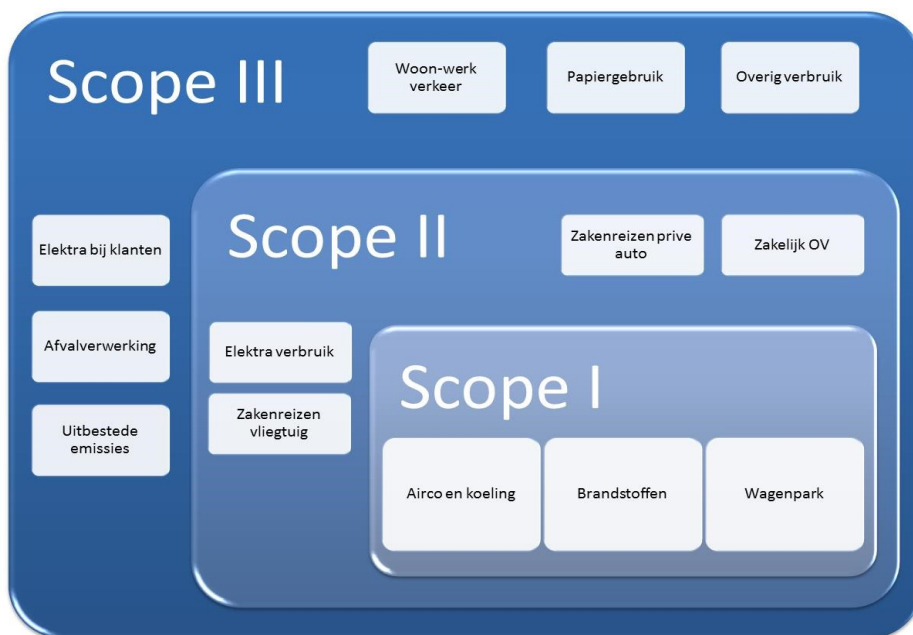 Scope III
Woon-werk
verkeer
Papiergebruik
Overig verbruik
Elektra bij klanten
Afvalverwerking
Uitbestede
emissies
Scope II
Zakenreizen prive
auto
Zakelijk OV
Elektra verbruik
Zakenreizen
vliegtuig
Scope I
Airco en koeling
Brandstoffen
Wagenpark